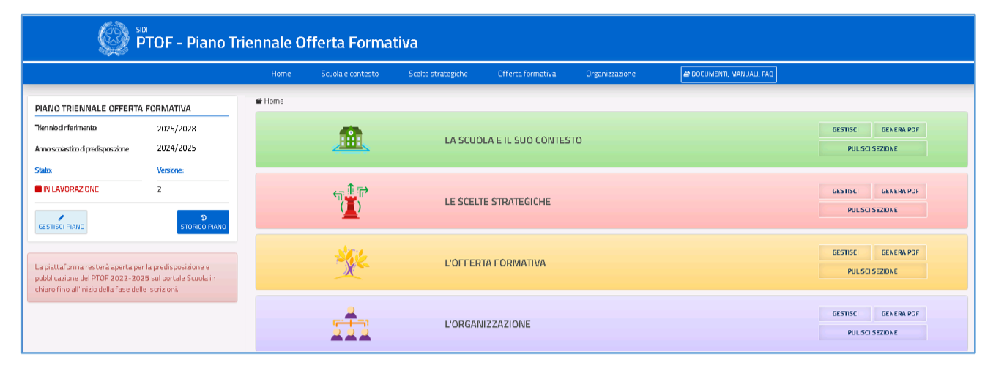 SIDI
PTOF - Piano Triennale Offerta Formativa
Home Scuola e contesto Scelte strategiche Offerta formativa Organizzazione DOCUMENTI, MANUALI, FAQ
PIANO TRIENNALE OFFERTA FORMATIVA
Triennio di riferimento 2025/2028
Anno scolastico di predisposizione 2024/2025
Stato: Versione:
IN LAVORAZIONE 2
GESTISCI PIANO STORICO PIANO
La piattaforma resterà aperta per la predisposizione e
pubblicazione del PTOF 2022-2025 sul portale Scuola in
chiaro fino all'inizio della fase delle iscrizioni.
Home
LA SCUOLA E IL SUO CONTESTO
GESTISCI GENERA PDF
PULISCI SEZIONE
LE SCELTE STRATEGICHE
GESTISCI GENERA PDF
PULISCI SEZIONE
L'OFFERTA FORMATIVA
GESTISCI GENERA PDF
PULISCI SEZIONE
L'ORGANIZZAZIONE
GESTISCI GENERA PDF
PULISCI SEZIONE